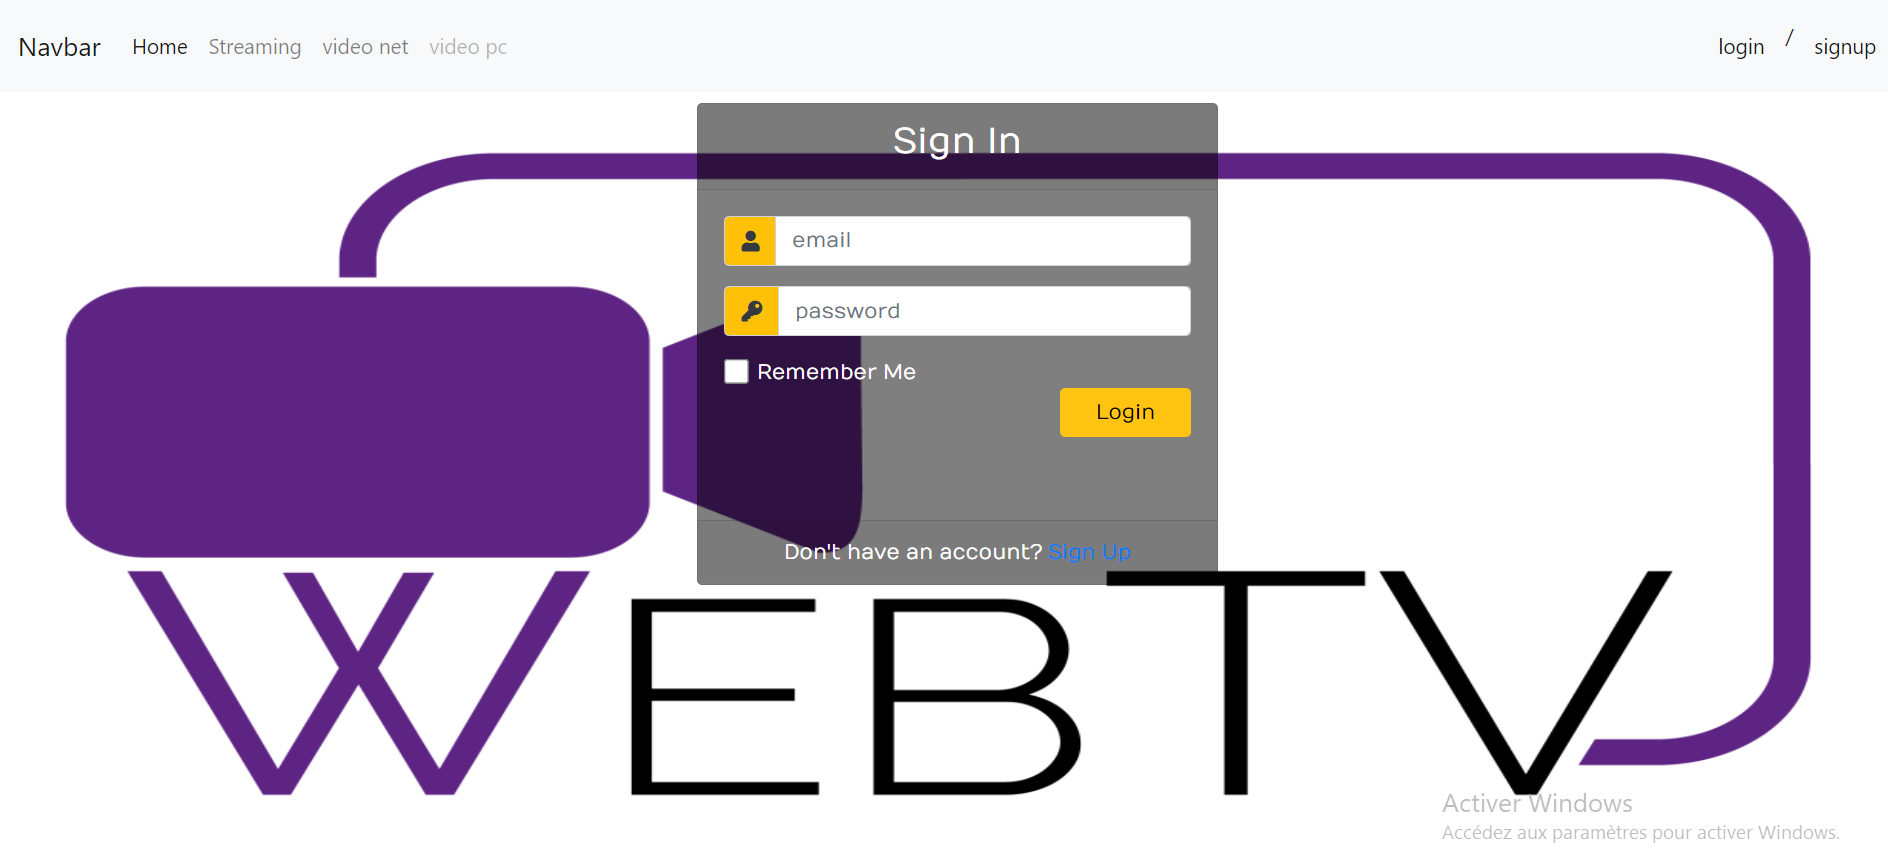 Navbar Home Streaming video net video pc login / signup
Sign In
email
password
Remember Me
Login
Don't have an account? Sign Up
WEBTV
Activer Windows
Accédez aux paramètres pour activer Windows.